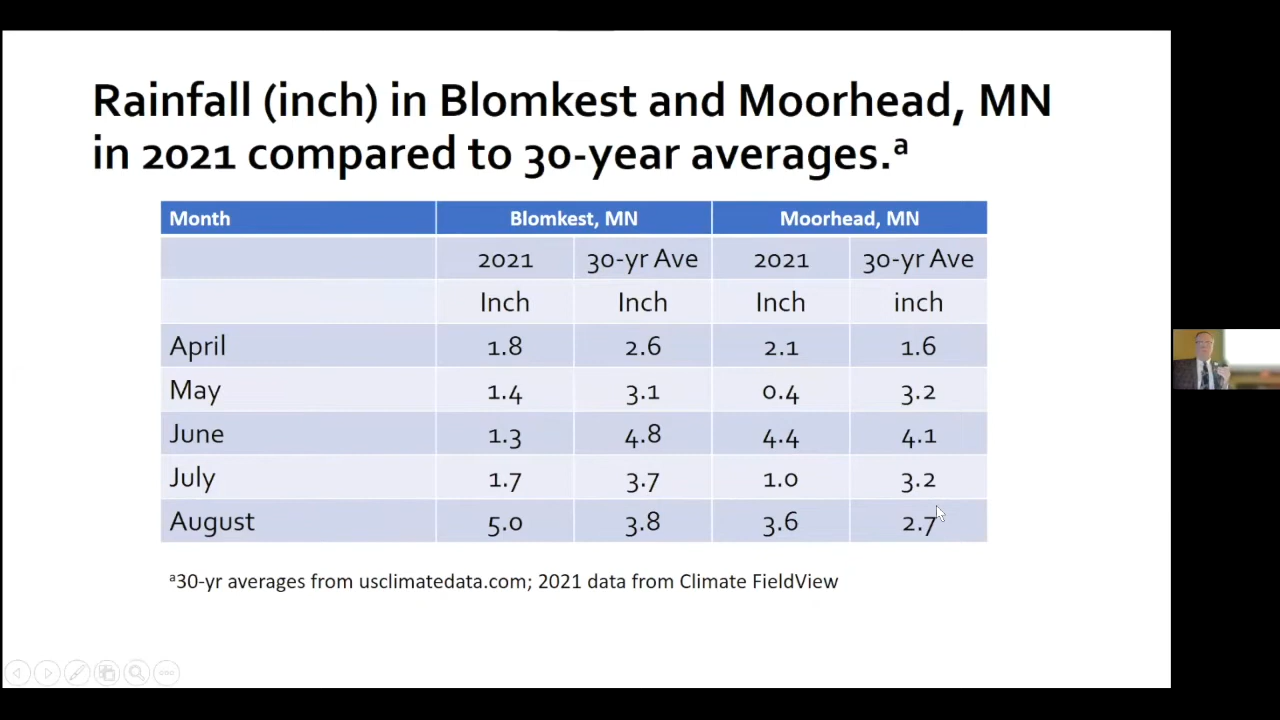 Rainfall (inch) in Blomkest and Moorhead, MN
in 2021 compared to 30-year averages.ª
Month Blomkest, MN Moorhead, MN
2021 30-yr Ave 2021 30-yr Ave
Inch Inch Inch inch
April 1.8 2.6 2.1 1.6
May 1.4 3.1 0.4 3.2
June 1.3 4.8 4.4 4.1
July 1.7 3.7 1.0 3.2
August 5.0 3.8 3.6 2.7
ª30-yr averages from usclimatedata.com; 2021 data from Climate FieldView